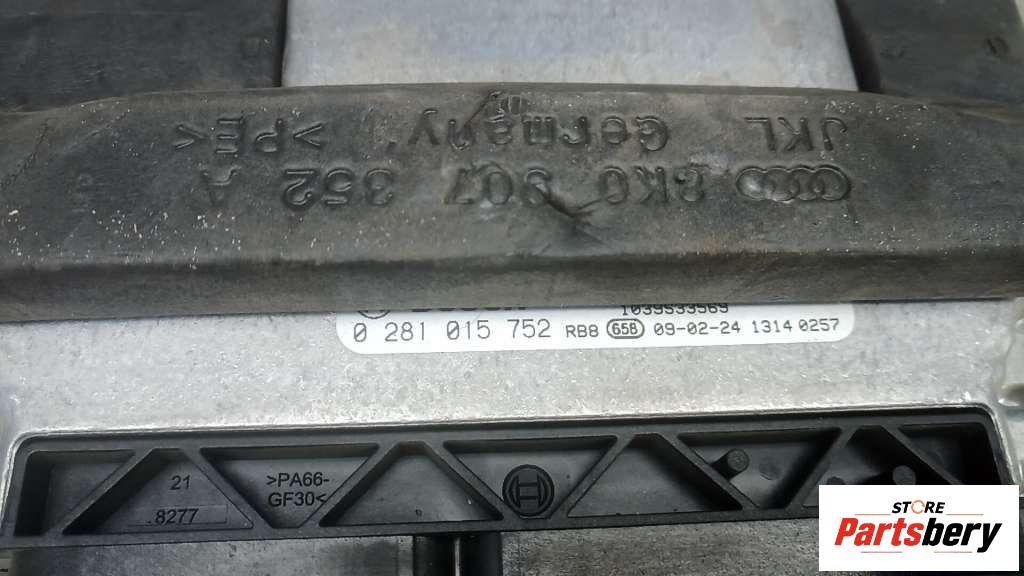 JKL Germany >PE<
8K0 907 352 A
1039S33569
0 281 015 752 RB8 658 09-02-24 1314 0257
21
8277
>PA66-
GF30<
STORE
Partsbery